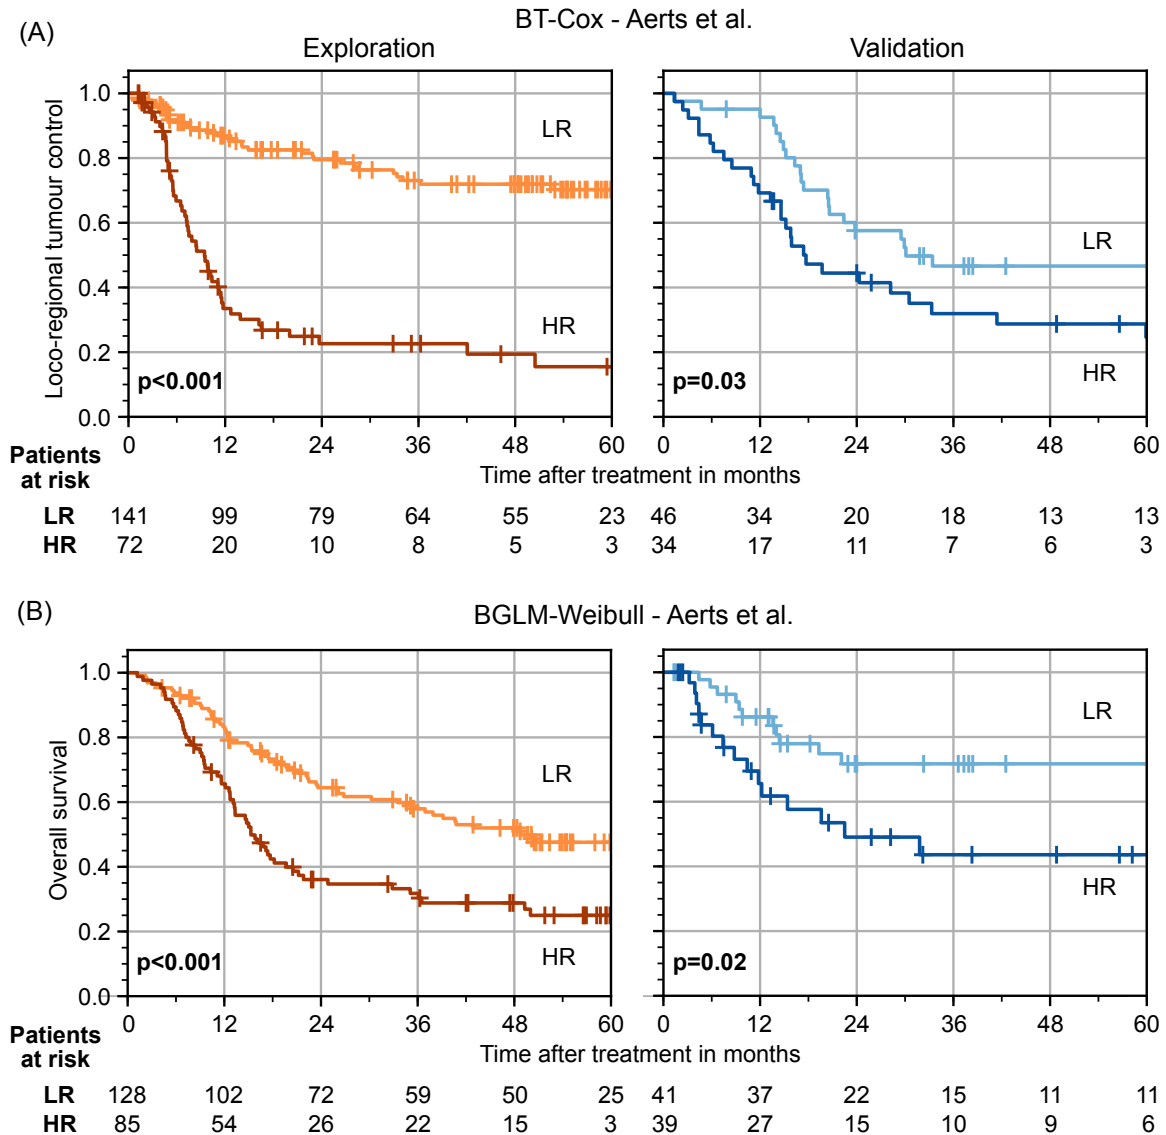 (A)
BT-Cox - Aerts et al.
Exploration
Validation
Loco-regional tumour control
1.0
0.8
0.6
0.4
0.2
0.0
LR
HR
p<0.001
LR
HR
p=0.03
0 12 24 36 48 60 0 12 24 36 48 60
Time after treatment in months
Patients
at risk
LR 141 99 79 64 55 23 46 34 20 18 13 13
HR 72 20 10 8 5 3 34 17 11 7 6 3
(B)
BGLM-Weibull - Aerts et al.
Overall survival
1.0
0.8
0.6
0.4
0.2
0.0
LR
HR
p<0.001
LR
HR
p=0.02
0 12 24 36 48 60 0 12 24 36 48 60
Time after treatment in months
Patients
at risk
LR 128 102 72 59 50 25 41 37 22 15 11 11
HR 85 54 26 22 15 3 39 27 15 10 9 6